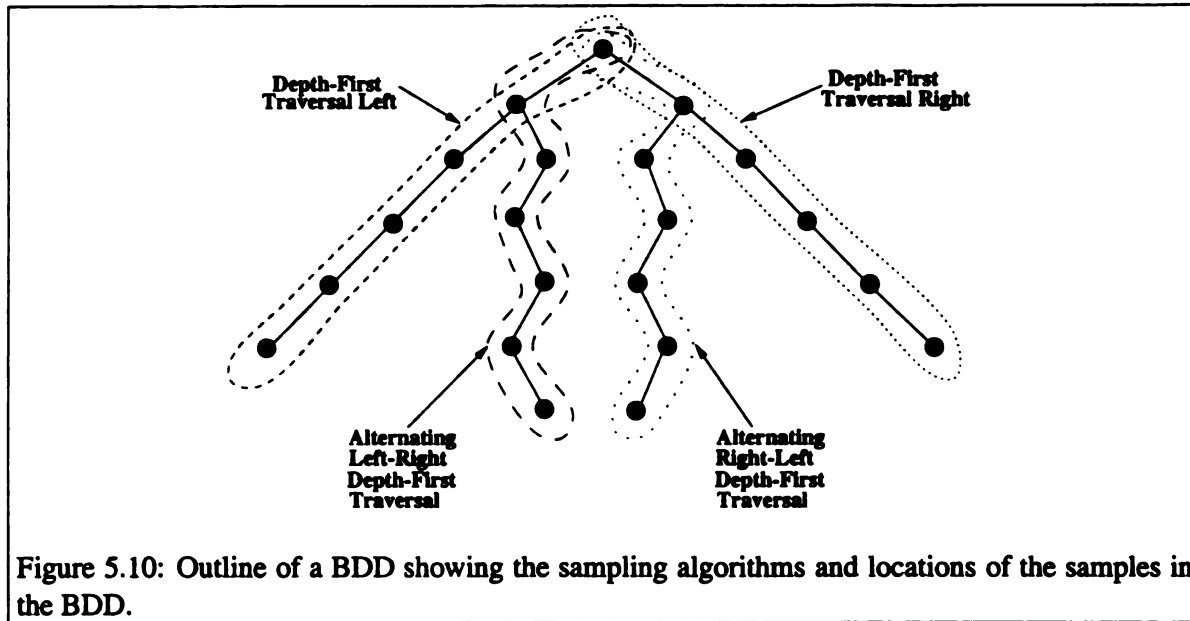 Depth-First
Traversal Left
Depth-First
Traversal Right
Alternating
Left-Right
Depth-First
Traversal
Alternating
Right-Left
Depth-First
Traversal
Figure 5.10: Outline of a BDD showing the sampling algorithms and locations of the samples in
the BDD.